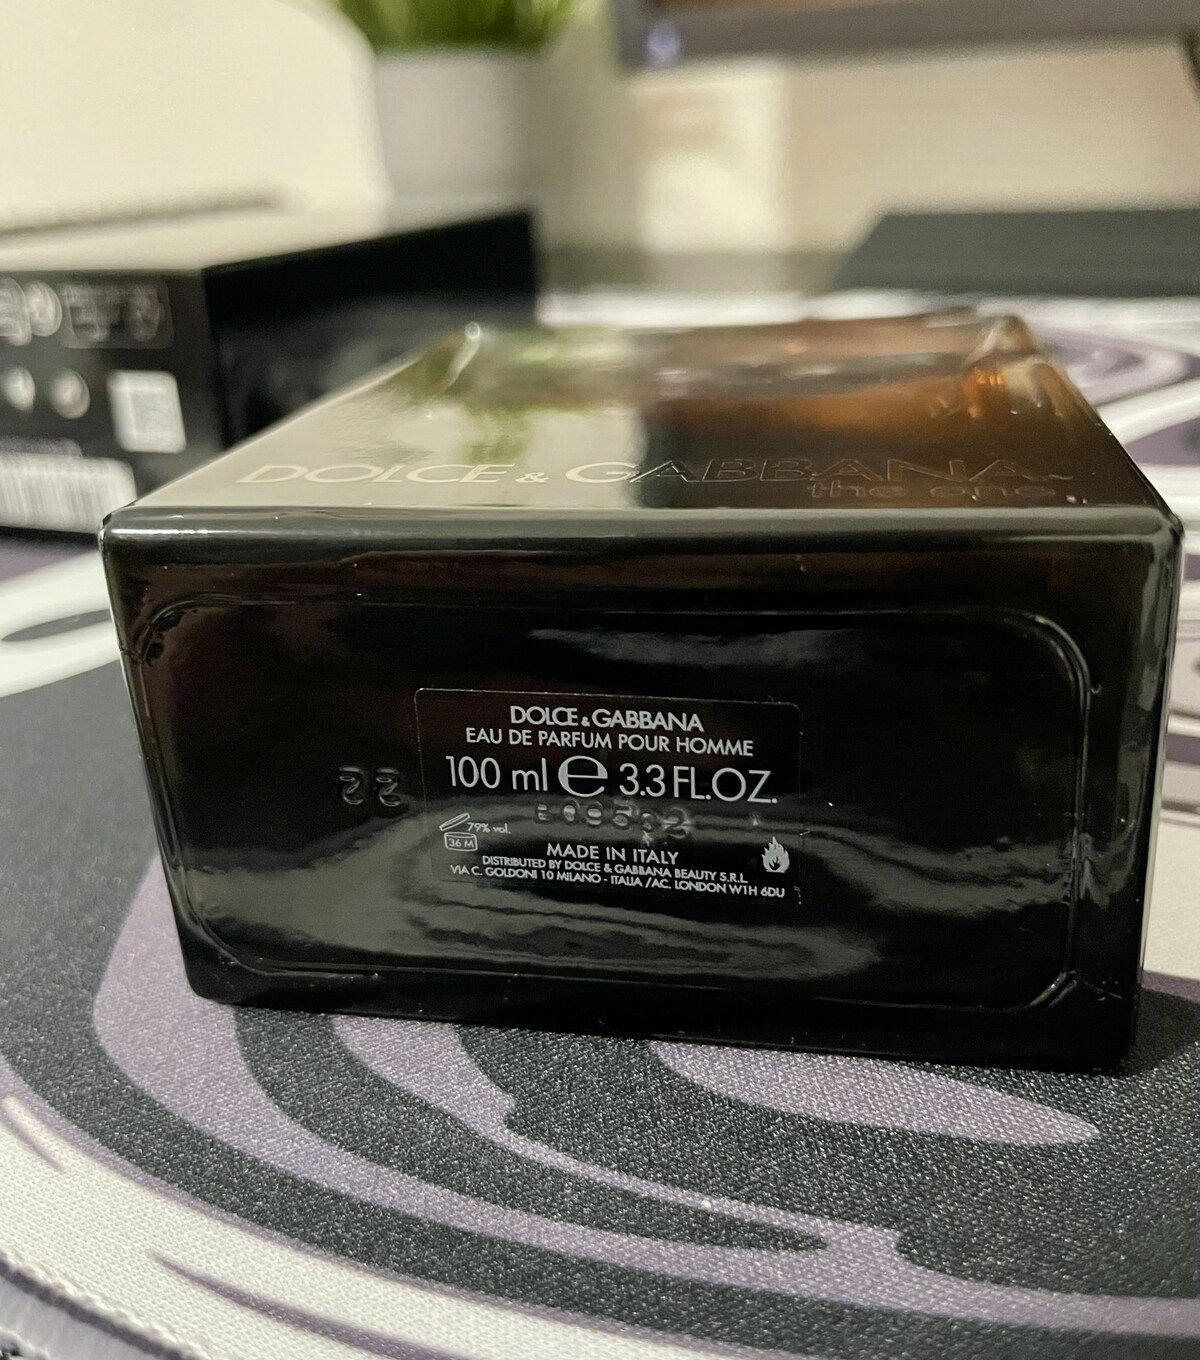 DOLCE & GABBANA
the one
DOLCE & GABBANA
EAU DE PARFUM POUR HOMME
100 ml ℮ 3.3 FL.OZ.
79% vol.
36 M
MADE IN ITALY
DISTRIBUTED BY DOLCE & GABBANA BEAUTY S.R.L.
VIA C. GOLDONI 10 MILANO - ITALIA /AC. LONDON W1H 6DU